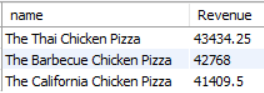 name Revenue
The Thai Chicken Pizza 43434.25
The Barbecue Chicken Pizza 42768
The California Chicken Pizza 41409.5